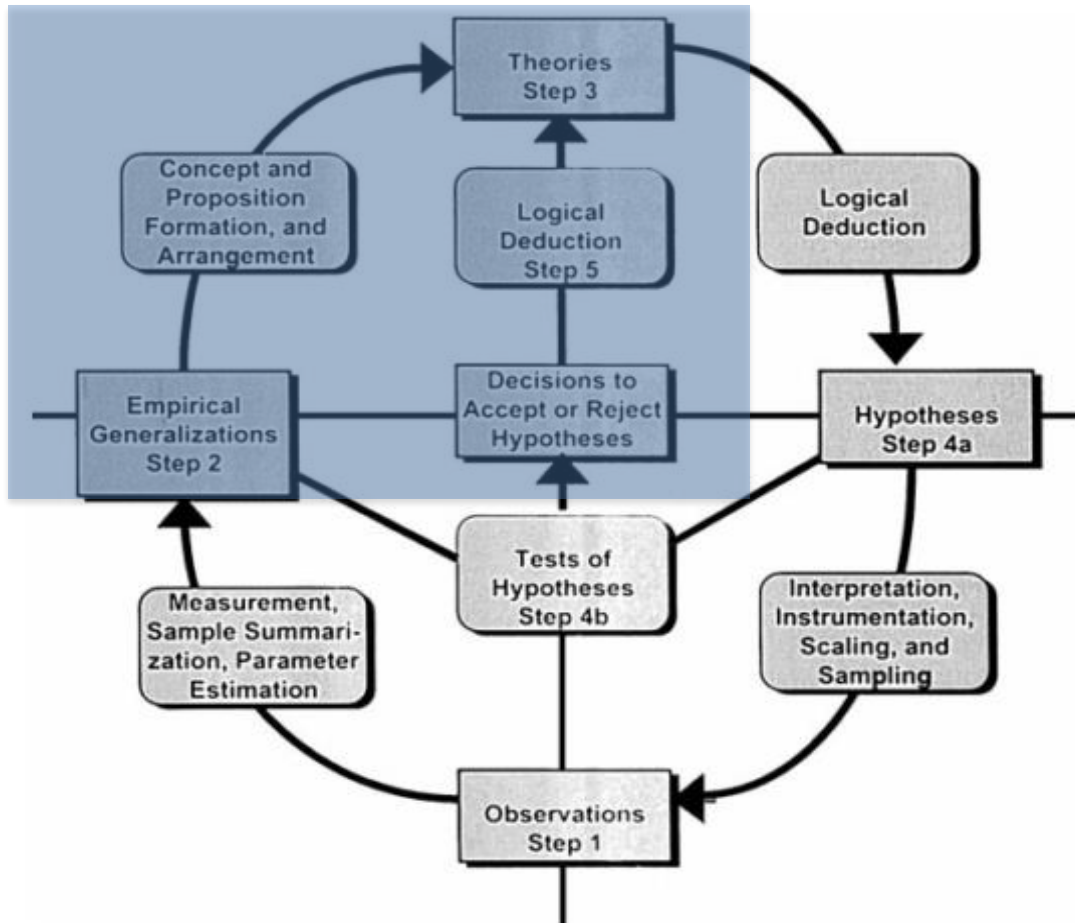 Theories
Step 3
Concept and
Proposition
Formation, and
Arrangement
Logical
Deduction
Step 5
Logical
Deduction
Empirical
Generalizations
Step 2
Decisions to
Accept or Reject
Hypotheses
Hypotheses
Step 4a
Tests of
Hypotheses
Step 4b
Measurement,
Sample Summari-
zation, Parameter
Estimation
Interpretation,
Instrumentation,
Scaling, and
Sampling
Observations
Step 1